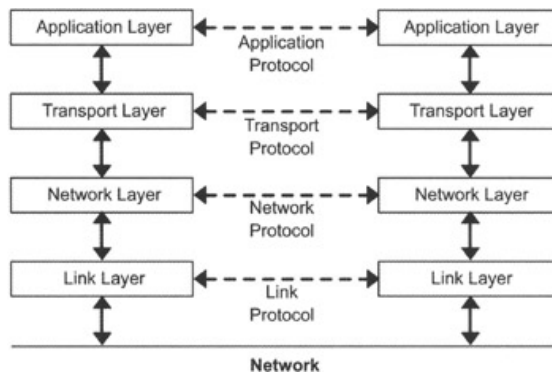 Application Layer
Application Layer
Application
Protocol
Transport Layer
Transport Layer
Transport
Protocol
Network Layer
Network Layer
Network
Protocol
Link Layer
Link Layer
Link
Protocol
Network